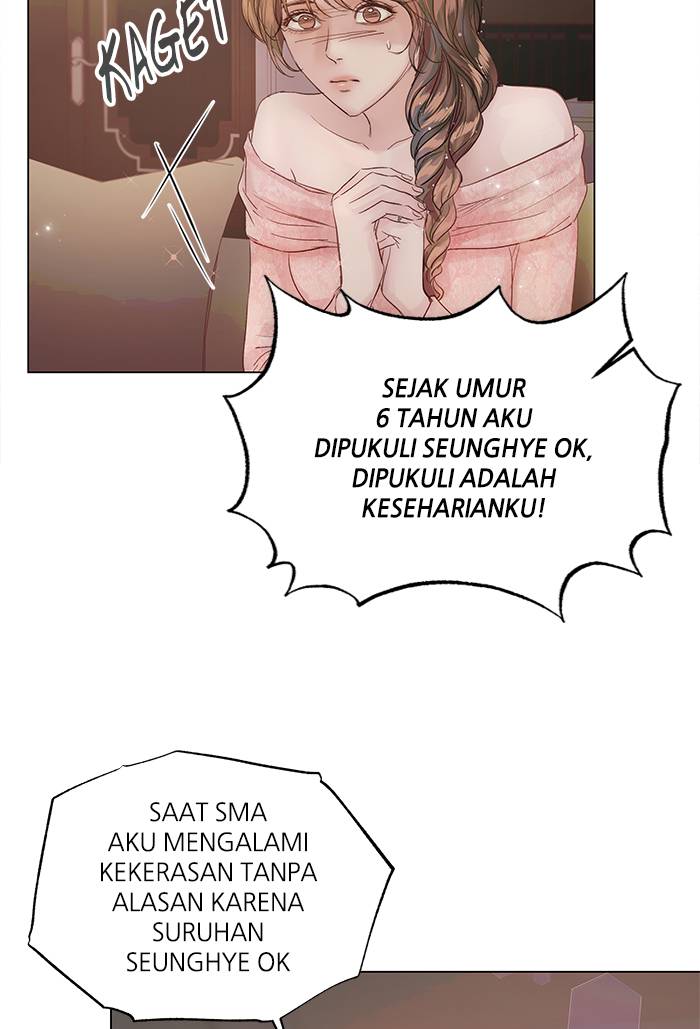 KAGET
SEJAK UMUR
6 TAHUN AKU
DIPUKULI SEUNGHYE OK,
DIPUKULI ADALAH
KESEHARIANKU!
SAAT SMA
AKU MENGALAMI
KEKERASAN TANPA
ALASAN KARENA
SURUHAN
SEUNGHYE OK